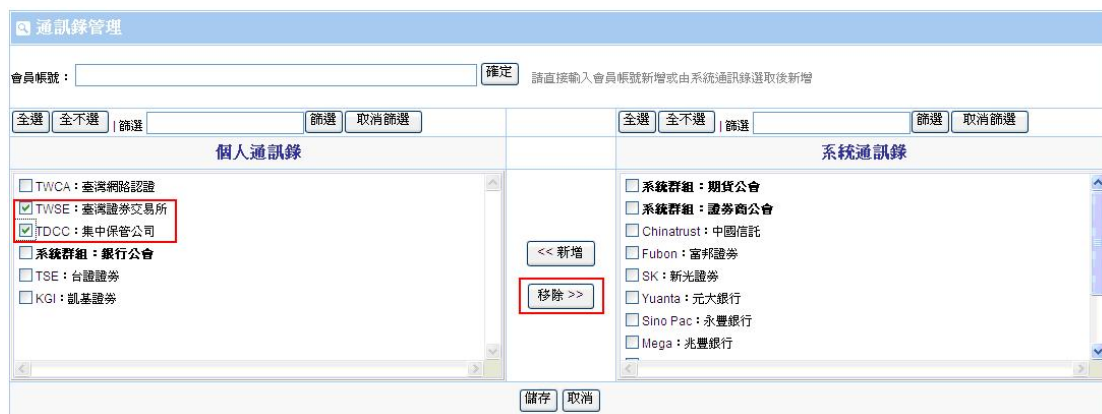 通訊錄管理
會員帳號： 確定 請直接輸入會員帳號新增或由系統通訊錄選取後新增
全選 全不選 | 篩選 篩選 取消篩選
全選 全不選 | 篩選 篩選 取消篩選
個人通訊錄
系統通訊錄
TWCA：臺灣網路認證
TWSE：臺灣證券交易所
TDCC：集中保管公司
系統群組：銀行公會
TSE：台證證券
KGI：凱基證券
<< 新增
移除 >>
系統群組：期貨公會
系統群組：證券商公會
Chinatrust：中國信託
Fubon：富邦證券
SK：新光證券
Yuanta：元大銀行
Sino Pac：永豐銀行
Mega：兆豐銀行
儲存 取消